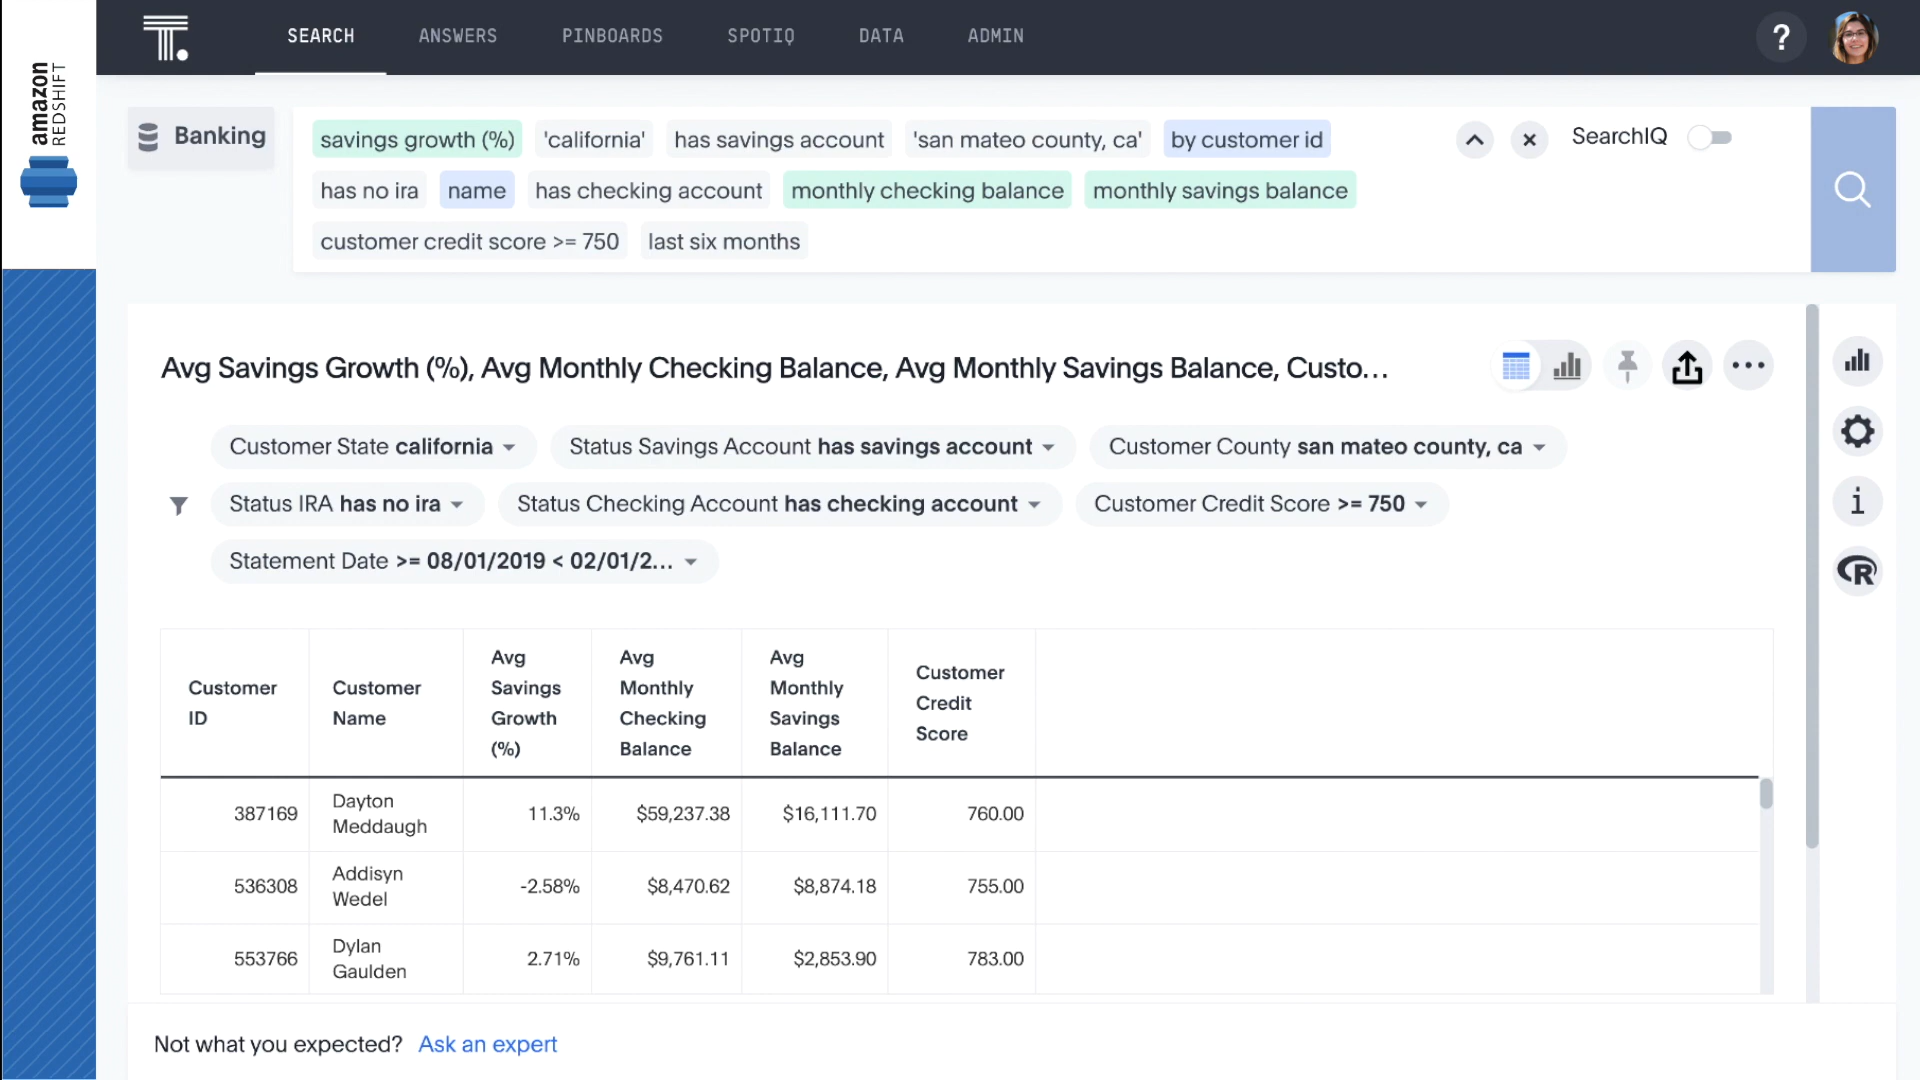 amazon
REDSHIFT
T.
SEARCH ANSWERS PINBOARDS SPOTIQ DATA ADMIN ?
Banking
savings growth (%) 'california' has savings account 'san mateo county, ca' by customer id
SearchIQ
has no ira name has checking account monthly checking balance monthly savings balance
customer credit score >= 750 last six months
Avg Savings Growth (%), Avg Monthly Checking Balance, Avg Monthly Savings Balance, Custo...
Customer State california Status Savings Account has savings account Customer County san mateo county, ca
Status IRA has no ira Status Checking Account has checking account Customer Credit Score >= 750
Statement Date >= 08/01/2019 < 02/01/2...
i
R
Customer
ID
Customer
Name
Avg
Savings
Growth
(%)
Avg
Monthly
Checking
Balance
Avg
Monthly
Savings
Balance
Customer
Credit
Score
387169 Dayton Meddaugh 11.3% $59,237.38 $16,111.70 760.00
536308 Addisyn Wedel -2.58% $8,470.62 $8,874.18 755.00
553766 Dylan Gaulden 2.71% $9,761.11 $2,853.90 783.00
Not what you expected? Ask an expert